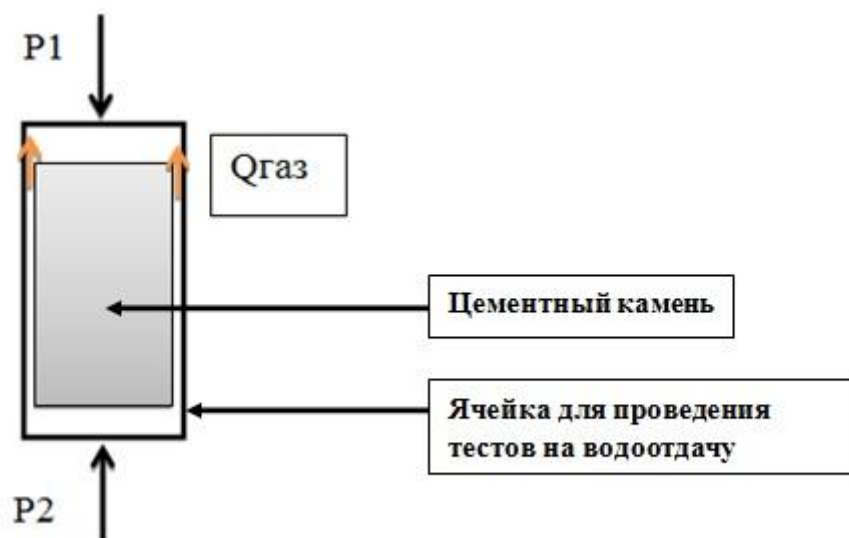 P1
Qгаз
Цементный камень
Ячейка для проведения
тестов на водоотдачу
P2